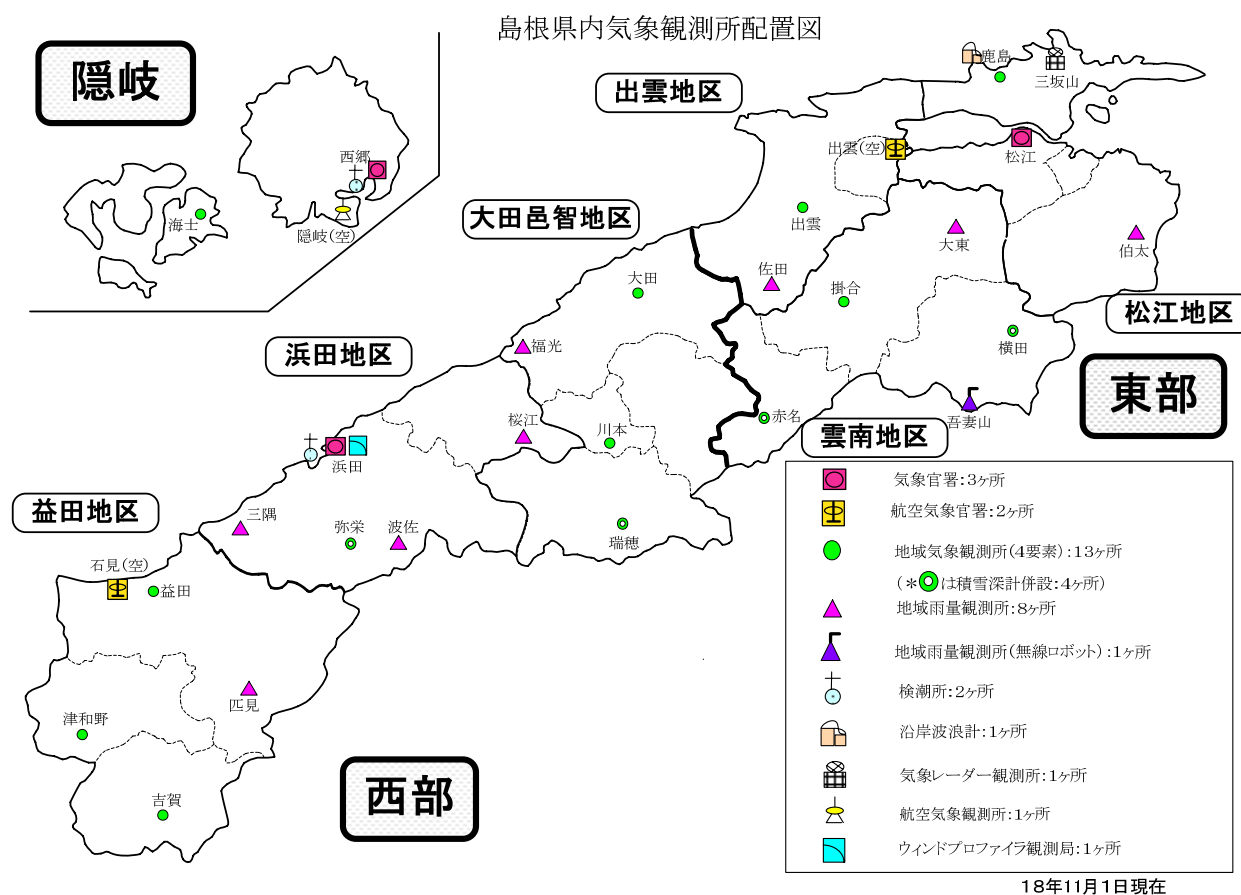 島根県内気象観測所配置図
隠岐
西郷
海士
隠岐(空)
出雲地区
鹿島
三坂山
出雲(空)
松江
大田邑智地区
出雲
大東
伯太
大田
佐田
掛合
松江地区
横田
浜田地区
福光
東部
桜江
川本
赤名
吾妻山
雲南地区
浜田
益田地区
三隅
弥栄
波佐
瑞穂
石見(空)
益田
匹見
津和野
吉賀
西部
気象官署:3ヶ所
航空気象官署:2ヶ所
地域気象観測所(4要素):13ヶ所
(*◎は積雪深計併設:4ヶ所)
地域雨量観測所:8ヶ所
地域雨量観測所(無線ロボット):1ヶ所
検潮所:2ヶ所
沿岸波浪計:1ヶ所
気象レーダー観測所:1ヶ所
航空気象観測所:1ヶ所
ウィンドプロファイラ観測局:1ヶ所
18年11月1日現在